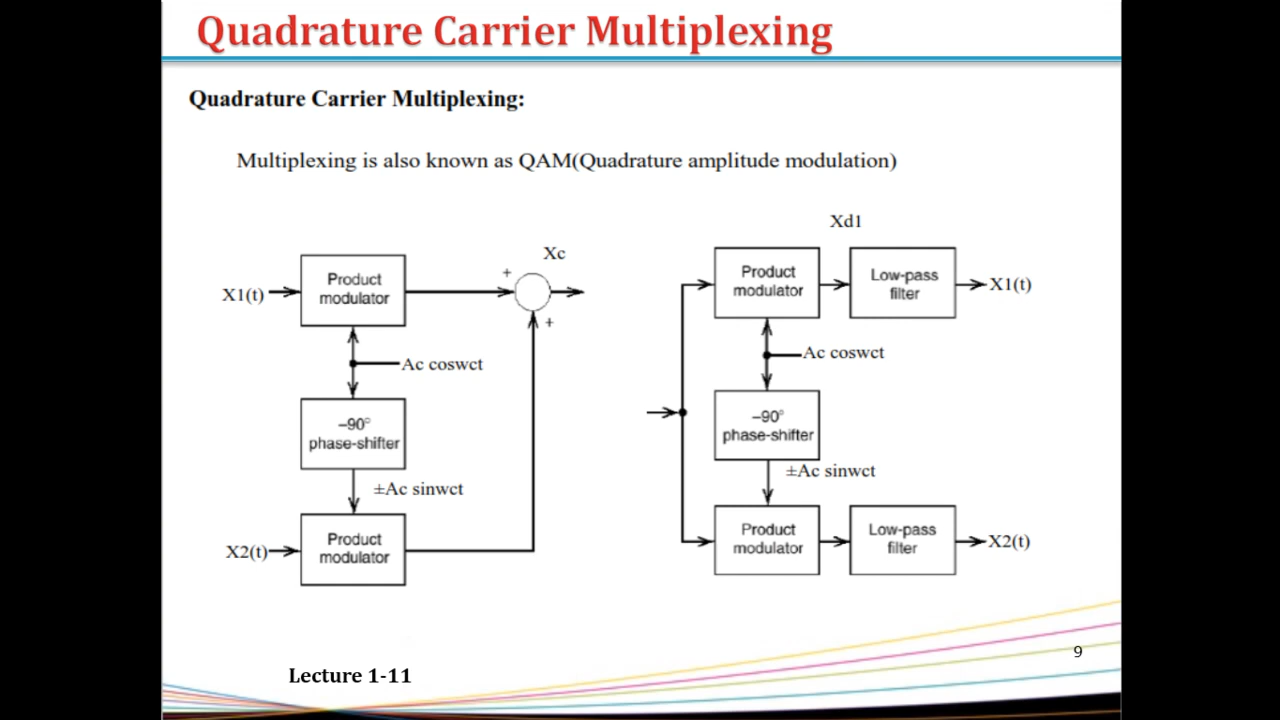 Quadrature Carrier Multiplexing
Quadrature Carrier Multiplexing:
Multiplexing is also known as QAM(Quadrature amplitude modulation)
X1(t)
Product
modulator
+
Xc
+
Ac coswct
–90°
phase-shifter
±Ac sinwct
X2(t)
Product
modulator
Xd1
Product
modulator
Low-pass
filter
X1(t)
Ac coswct
–90°
phase-shifter
±Ac sinwct
Product
modulator
Low-pass
filter
X2(t)
9
Lecture 1-11